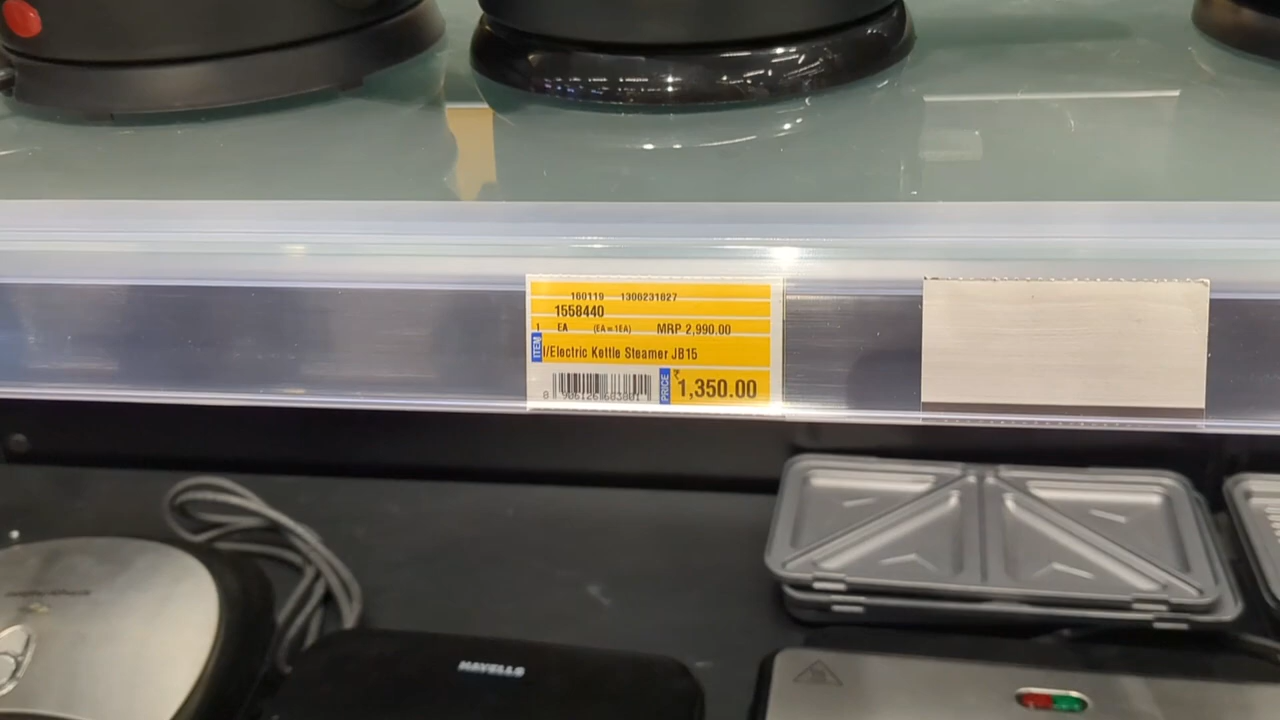 160119 1306231827
1558440
1 EA (EA=1EA) MRP 2,990.00
ITEM I/Electric Kettle Steamer JB15
PRICE ₹ 1,350.00
HAVELLS